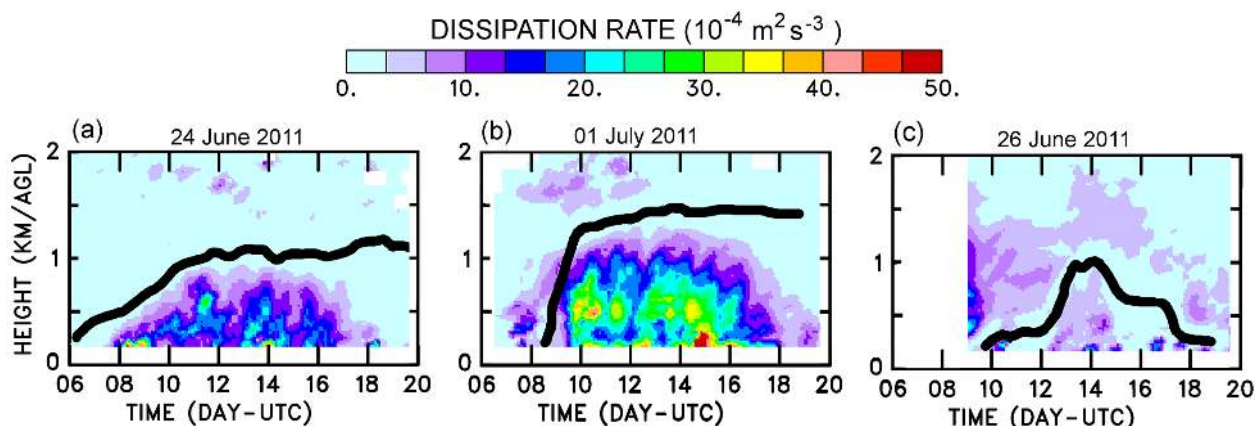 DISSIPATION RATE (10⁻⁴ m² s⁻³ )
0. 10. 20. 30. 40. 50.
(a) 24 June 2011
(b) 01 July 2011
(c) 26 June 2011
HEIGHT (KM/AGL)
2
1
0
06 08 10 12 14 16 18 20
TIME (DAY-UTC)
2
1
0
06 08 10 12 14 16 18 20
TIME (DAY-UTC)
2
1
0
06 08 10 12 14 16 18 20
TIME (DAY-UTC)